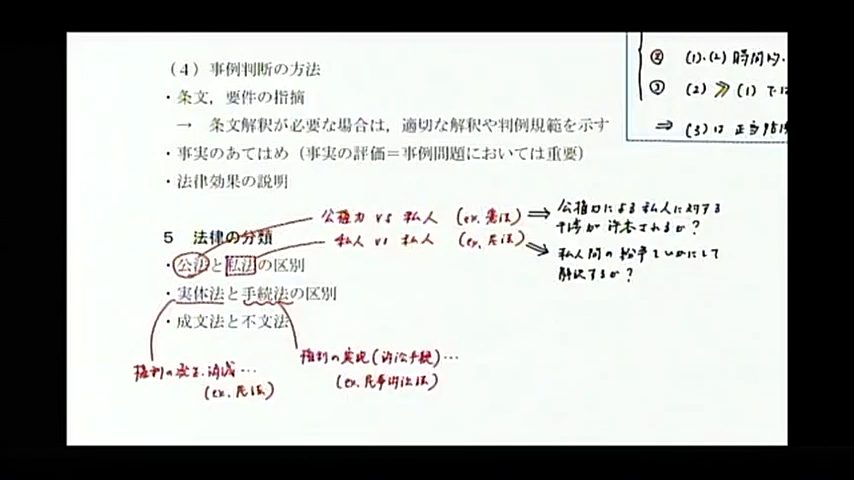 (4) 事例判断の方法
・条文，要件の指摘
→ 条文解釈が必要な場合は，適切な解釈や判例規範を示す
・事実のあてはめ（事実の評価＝事例問題においては重要）
・法律効果の説明
② (1)、(2) 時間的・
③ (2) ≫ (1) では
⇒ (3) は 正当防衛
公権力 vs 私人 (ex. 憲法) ⇒ 公権力による私人に対する
干渉が許されるか？
5 法律の分類
私人 vs 私人 (ex. 民法) ⇒ 私人間の紛争をいかにして
解決するか？
・公法と私法の区別
・実体法と手続法の区別
・成文法と不文法
権利の発生、消滅…
(ex. 民法)
権利の実現(訴訟手続)…
(ex. 民事訴訟法)